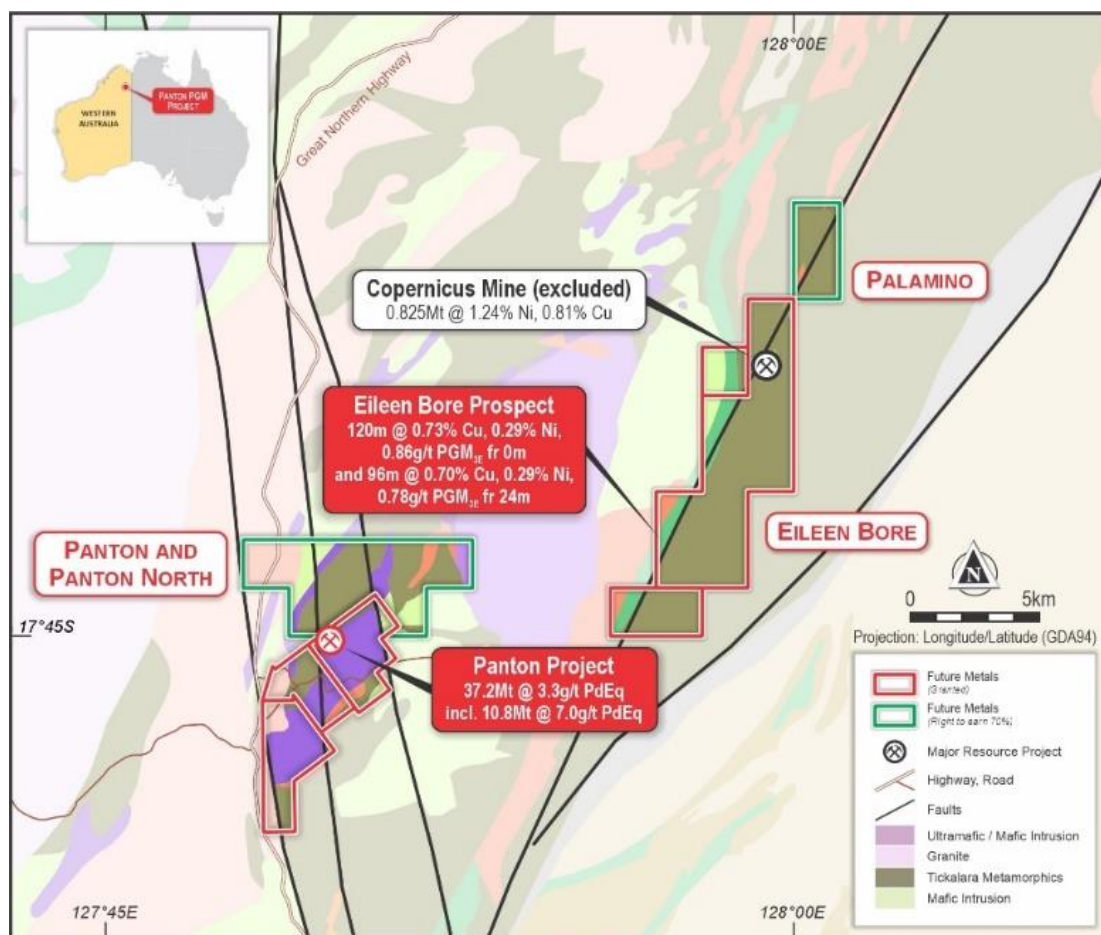 128°00'E
PANTON PGM
PROJECT
WESTERN
AUSTRALIA
Great Northern Highway
Copernicus Mine (excluded)
0.825Mt @ 1.24% Ni, 0.81% Cu
PALAMINO
Eileen Bore Prospect
120m @ 0.73% Cu, 0.29% Ni,
0.86g/t PGM3E fr 0m
and 96m @ 0.70% Cu, 0.29% Ni,
0.78g/t PGM3E fr 24m
PANTON AND
PANTON NORTH
EILEEN BORE
N
0 5km
17°45'S
Projection: Longitude/Latitude (GDA94)
Panton Project
37.2Mt @ 3.3g/t PdEq
incl. 10.8Mt @ 7.0g/t PdEq
Future Metals
(Granted)
Future Metals
(Right to earn 70%)
Major Resource Project
Highway, Road
Faults
Ultramafic / Mafic Intrusion
Granite
Tickalara Metamorphics
Mafic Intrusion
127°45'E
128°00'E